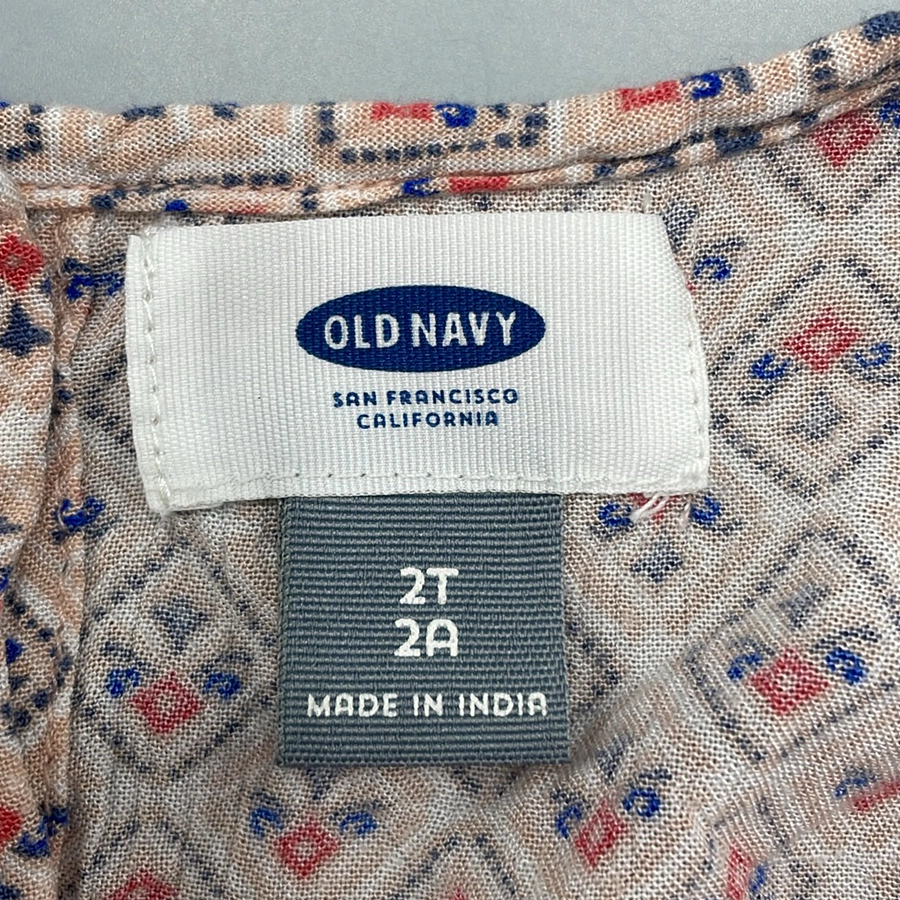 OLD NAVY
SAN FRANCISCO
CALIFORNIA
2T
2A
MADE IN INDIA